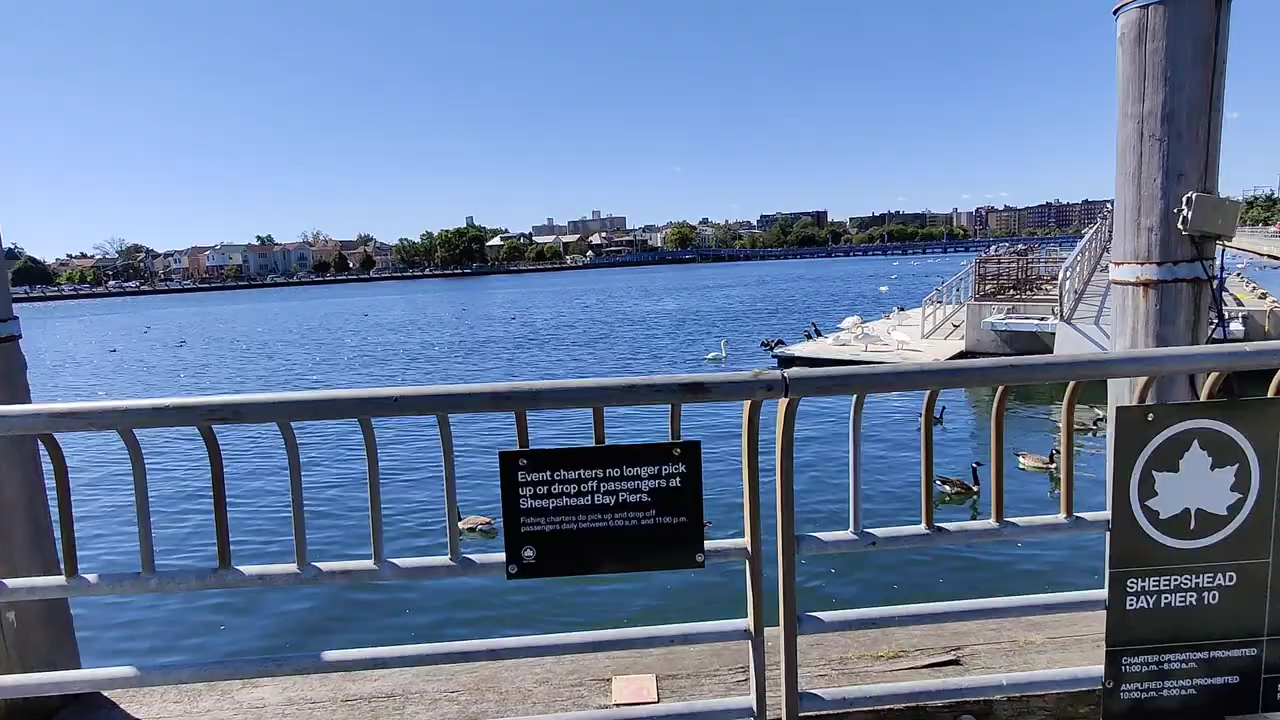 Event charters no longer pick
up or drop off passengers at
Sheepshead Bay Piers.
Fishing charters do pick up and drop off
passengers daily between 6:00 a.m. and 11:00 p.m.
SHEEPSHEAD
BAY PIER 10
CHARTER OPERATIONS PROHIBITED
11:00 p.m.–6:00 a.m.
AMPLIFIED SOUND PROHIBITED
10:00 p.m.–8:00 a.m.